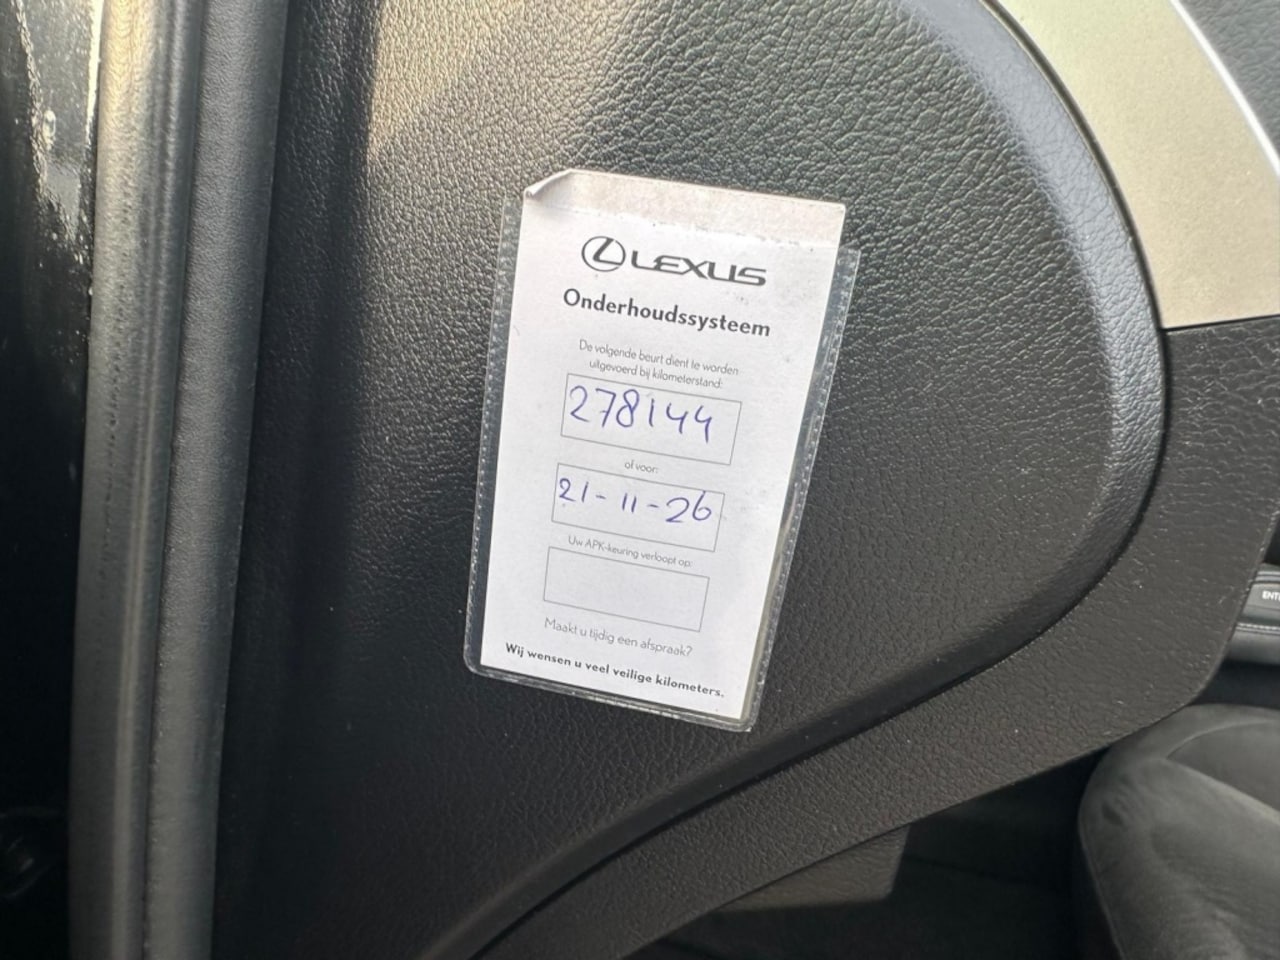 LEXUS
Onderhoudssysteem
De volgende beurt dient te worden
uitgevoerd bij kilometerstand:
278144
of voor:
21-11-26
Uw APK-keuring verloopt op:
Maakt u tijdig een afspraak?
Wij wensen u veel veilige kilometers.